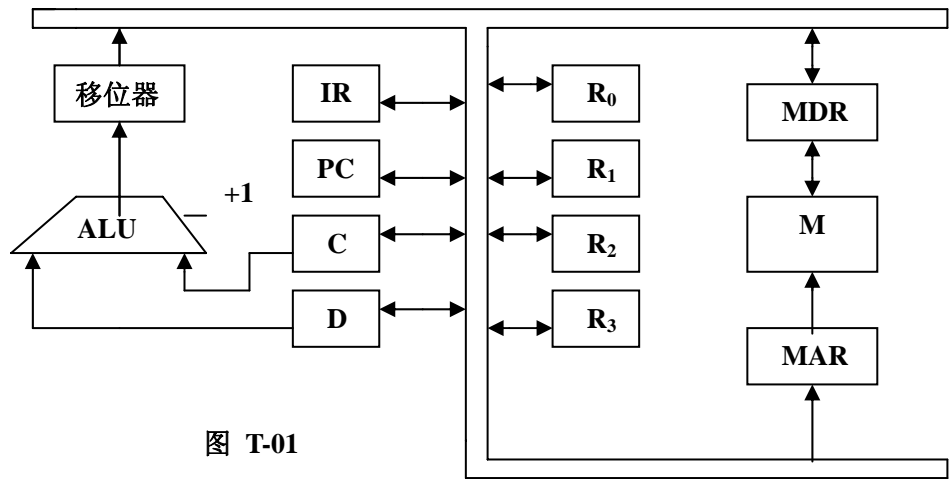 移位器
IR
R₀
MDR
PC
R₁
+1
ALU
C
R₂
M
D
R₃
MAR
图 T-01